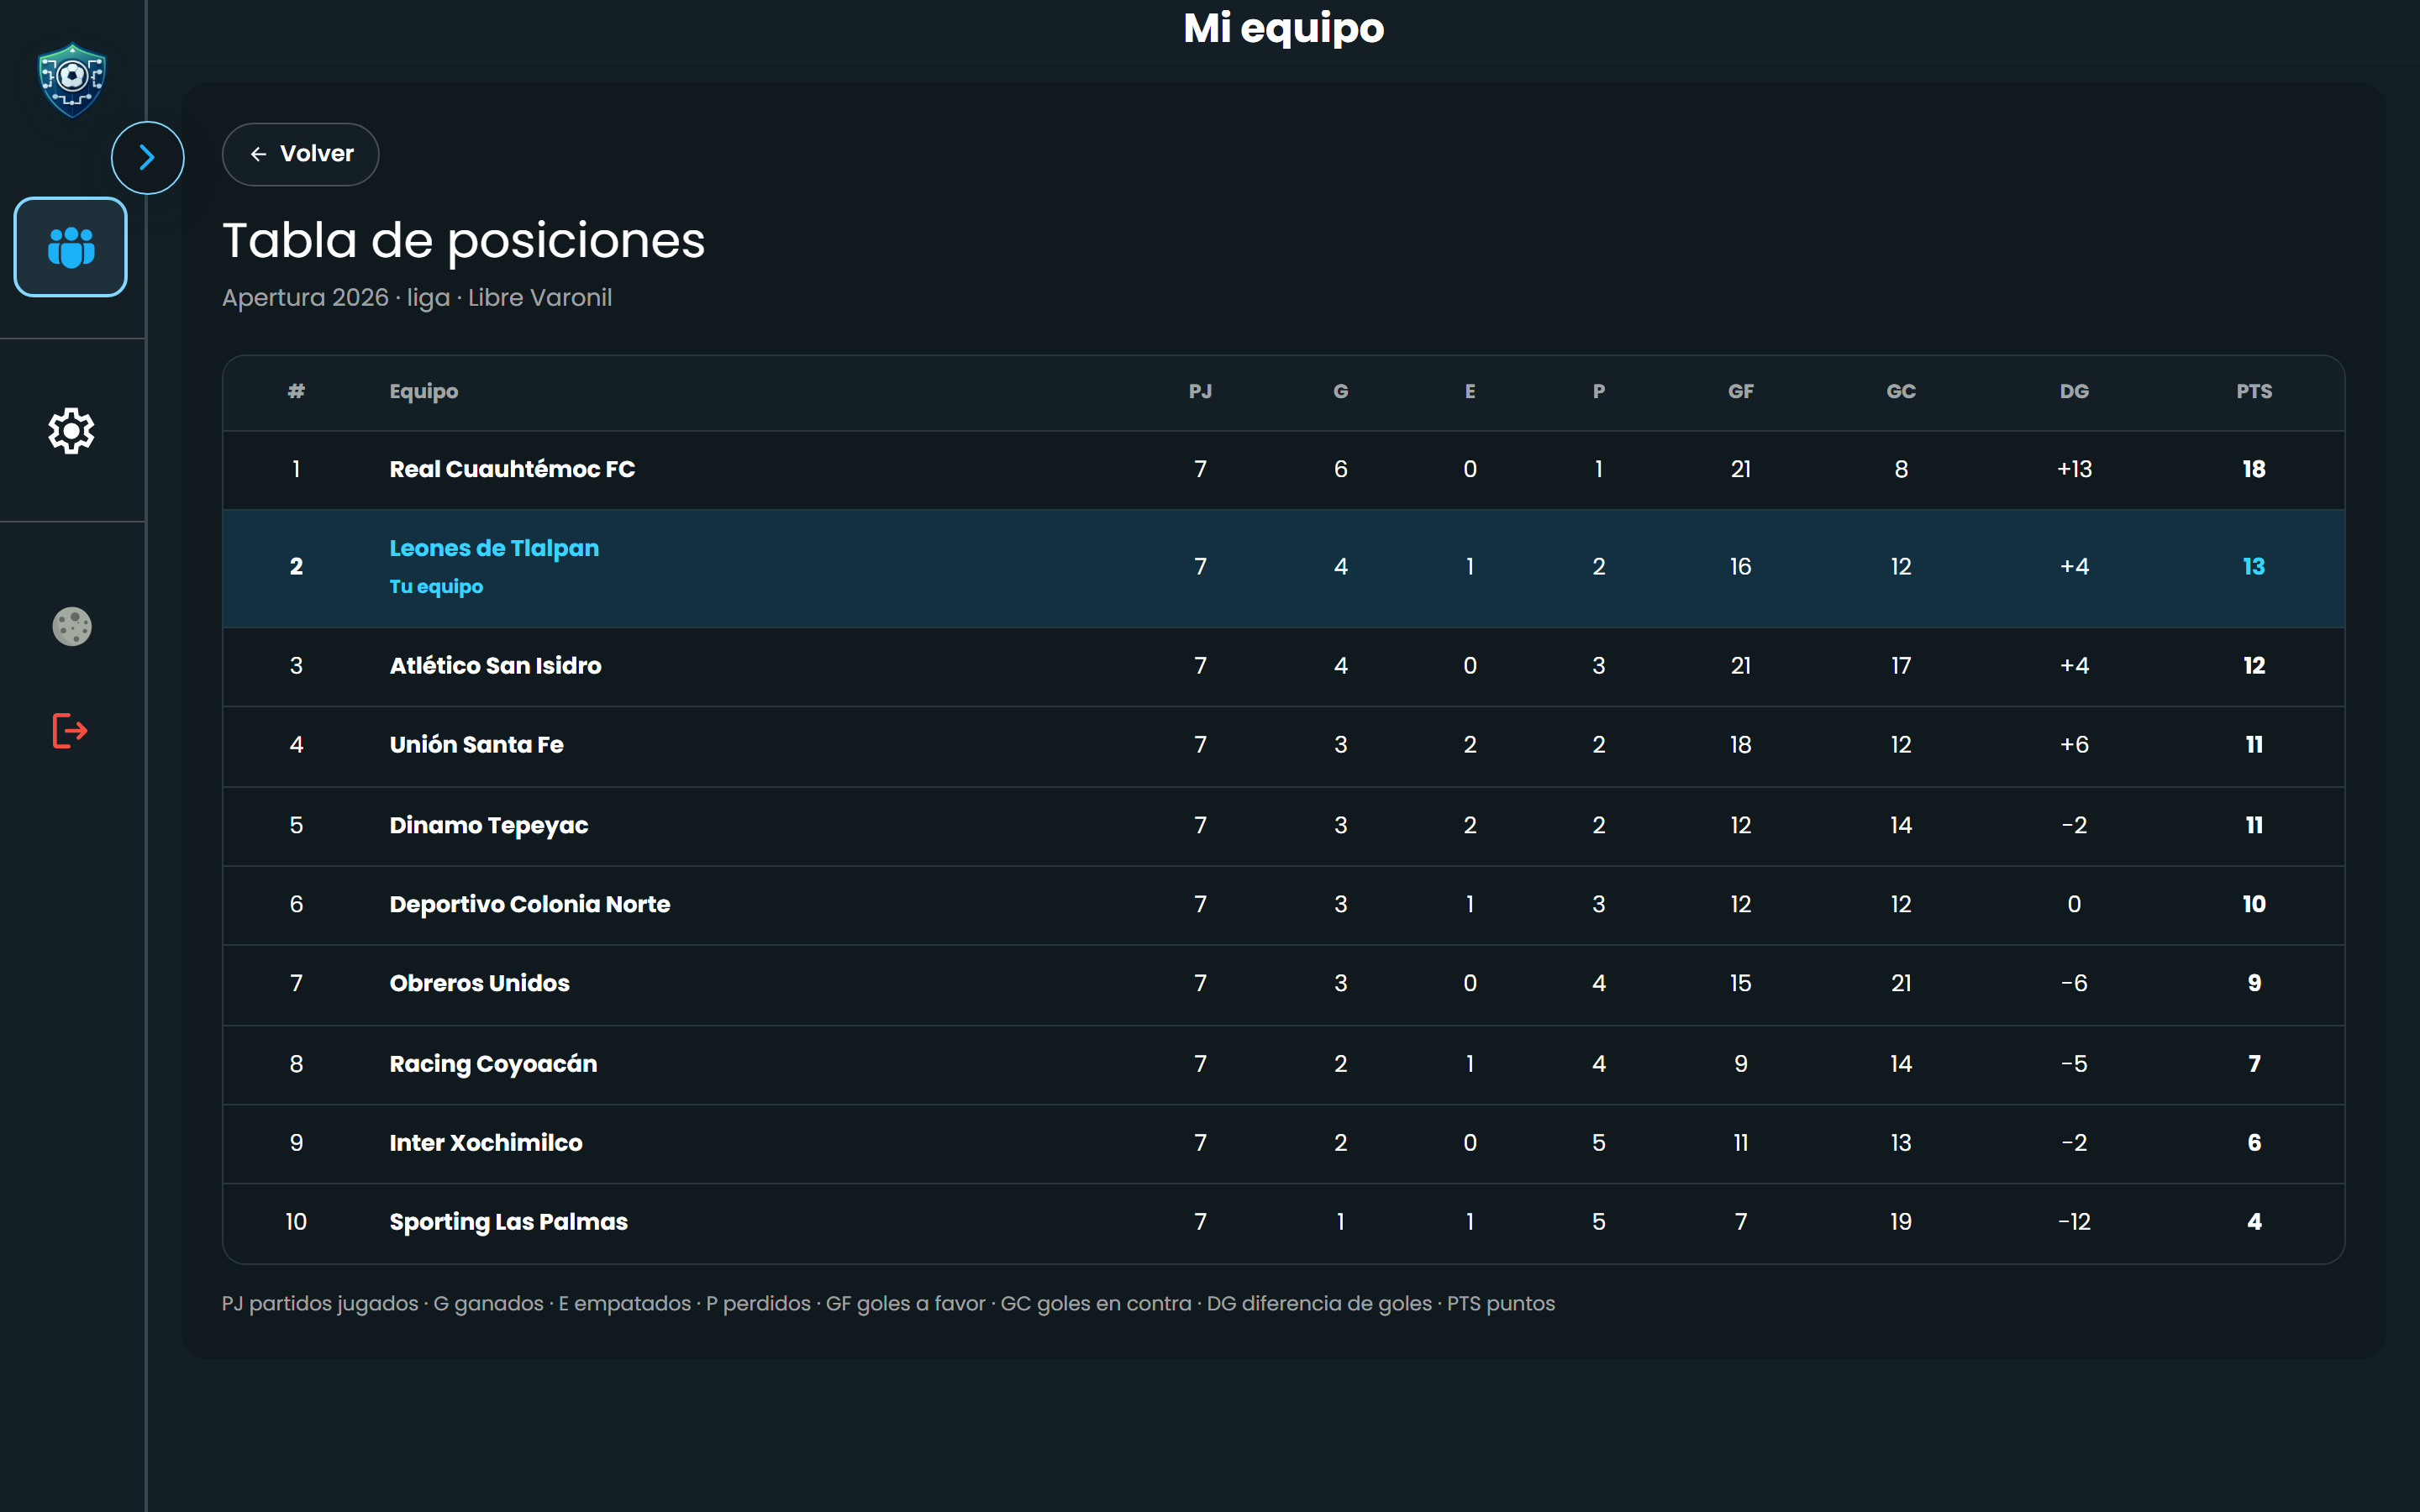 Mi equipo
← Volver
Tabla de posiciones
Apertura 2026 · liga · Libre Varonil
# Equipo PJ G E P GF GC DG PTS
1 Real Cuauhtémoc FC 7 6 0 1 21 8 +13 18
2 Leones de Tlalpan 7 4 1 2 16 12 +4 13
Tu equipo
3 Atlético San Isidro 7 4 0 3 21 17 +4 12
4 Unión Santa Fe 7 3 2 2 18 12 +6 11
5 Dinamo Tepeyac 7 3 2 2 12 14 -2 11
6 Deportivo Colonia Norte 7 3 1 3 12 12 0 10
7 Obreros Unidos 7 3 0 4 15 21 -6 9
8 Racing Coyoacán 7 2 1 4 9 14 -5 7
9 Inter Xochimilco 7 2 0 5 11 13 -2 6
10 Sporting Las Palmas 7 1 1 5 7 19 -12 4
PJ partidos jugados · G ganados · E empatados · P perdidos · GF goles a favor · GC goles en contra · DG diferencia de goles · PTS puntos